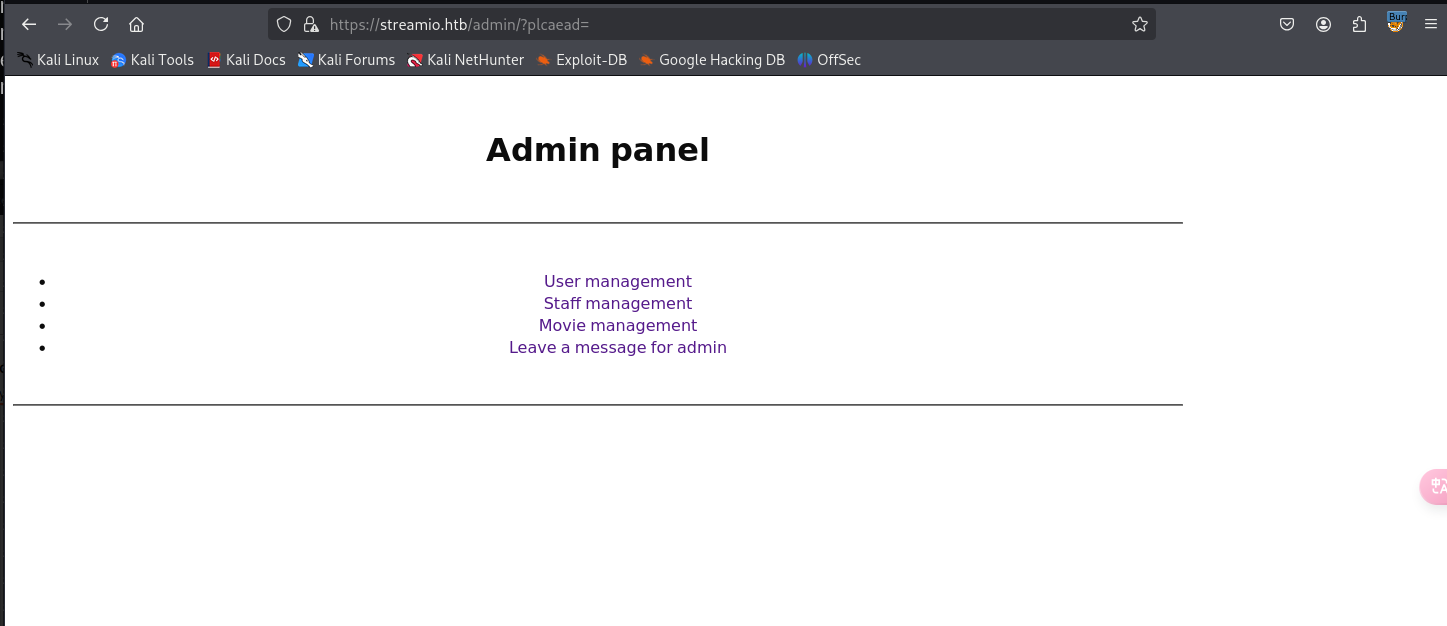 https://streamio.htb/admin/?plcaead=
Kali Linux Kali Tools Kali Docs Kali Forums Kali NetHunter Exploit-DB Google Hacking DB OffSec
Admin panel
User management
Staff management
Movie management
Leave a message for admin